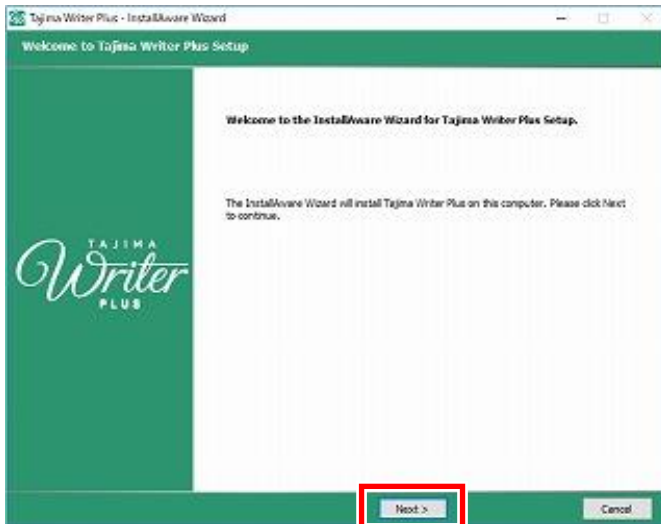 Tajima Writer Plus - InstallAware Wizard
Welcome to Tajima Writer Plus Setup
Welcome to the InstallAware Wizard for Tajima Writer Plus Setup.
The InstallAware Wizard will install Tajima Writer Plus on this computer. Please click Next
to continue.
TAJIMA
Writer
PLUS
Next >
Cancel